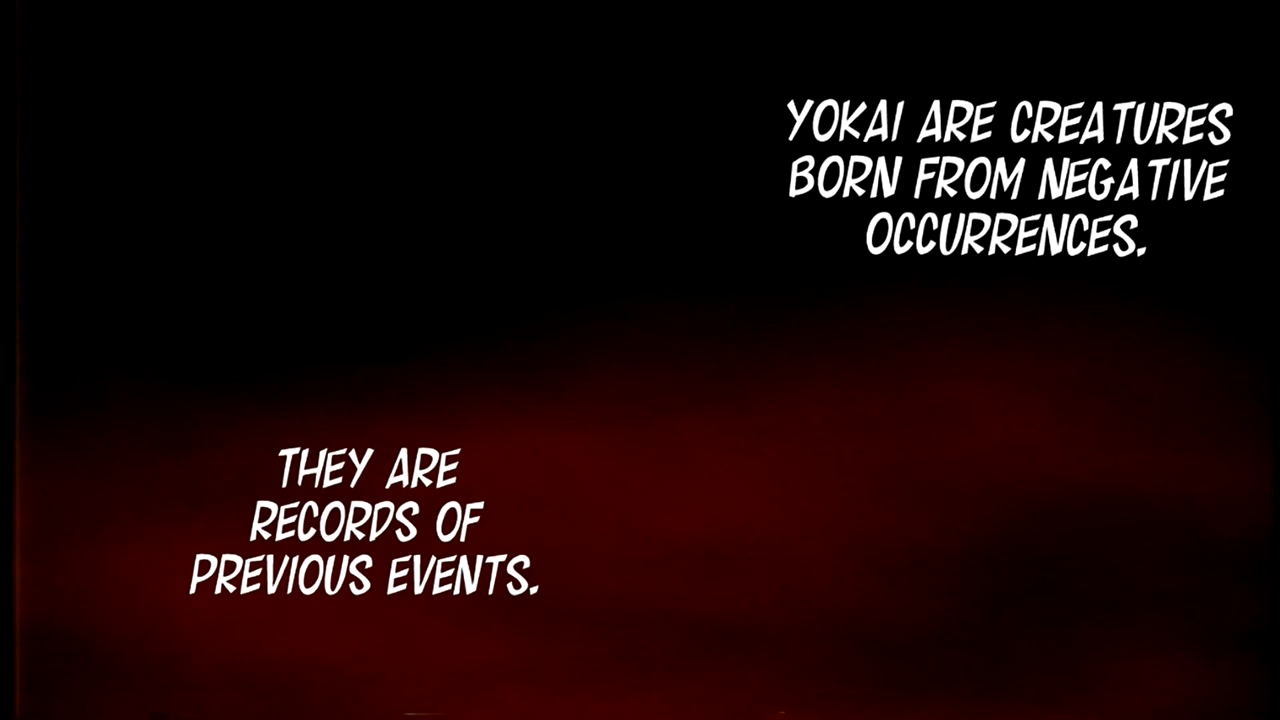 YOKAI ARE CREATURES
BORN FROM NEGATIVE
OCCURRENCES.
THEY ARE
RECORDS OF
PREVIOUS EVENTS.